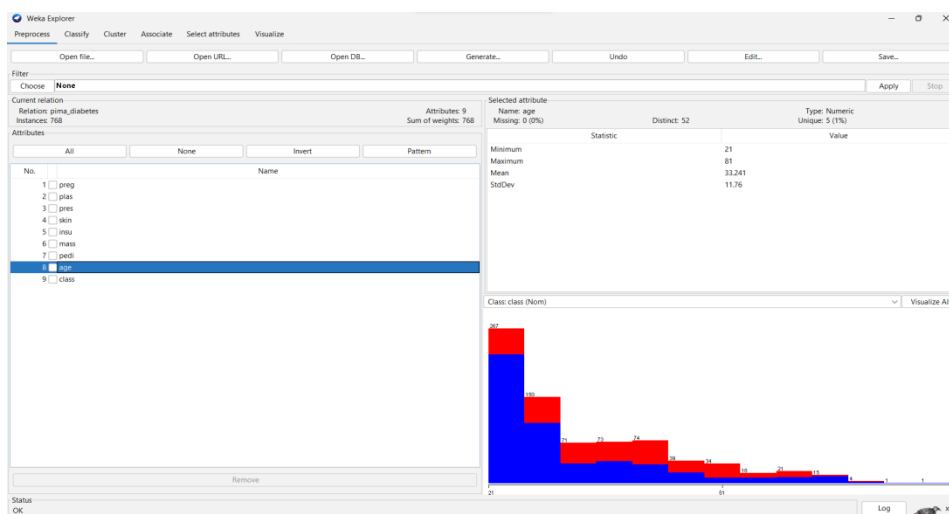 Weka Explorer
Preprocess Classify Cluster Associate Select attributes Visualize
Open file... Open URL... Open DB... Generate... Undo Edit... Save...
Filter
Choose None Apply Stop
Current relation
Relation: pima_diabetes Attributes: 9
Instances: 768 Sum of weights: 768
Selected attribute
Name: age Type: Numeric
Missing: 0 (0%) Distinct: 52 Unique: 5 (1%)
Statistic Value
Minimum 21
Maximum 81
Mean 33.241
StdDev 11.76
Attributes
All None Invert Pattern
No. Name
1 preg
2 plas
3 pres
4 skin
5 insu
6 mass
7 pedi
8 age
9 class
Remove
Class: class (Nom) Visualize Al
267
150
71 73 74
39 34
18 21 15
1 1
21
Status
OK
Log